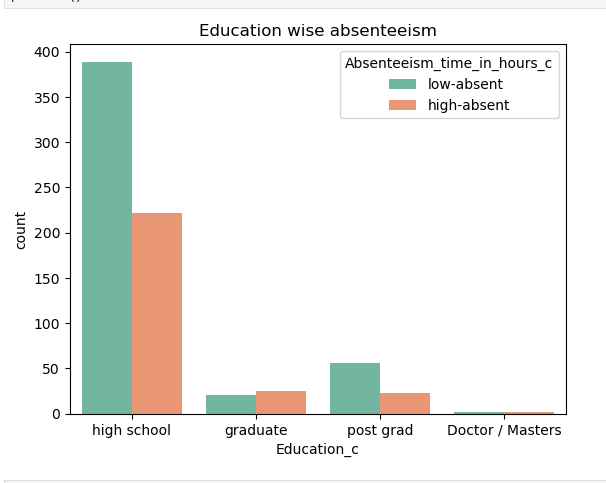 Education wise absenteeism
Absenteeism_time_in_hours_c
low-absent
high-absent
400
350
300
250
200
150
100
50
0
count
high school graduate post grad Doctor / Masters
Education_c